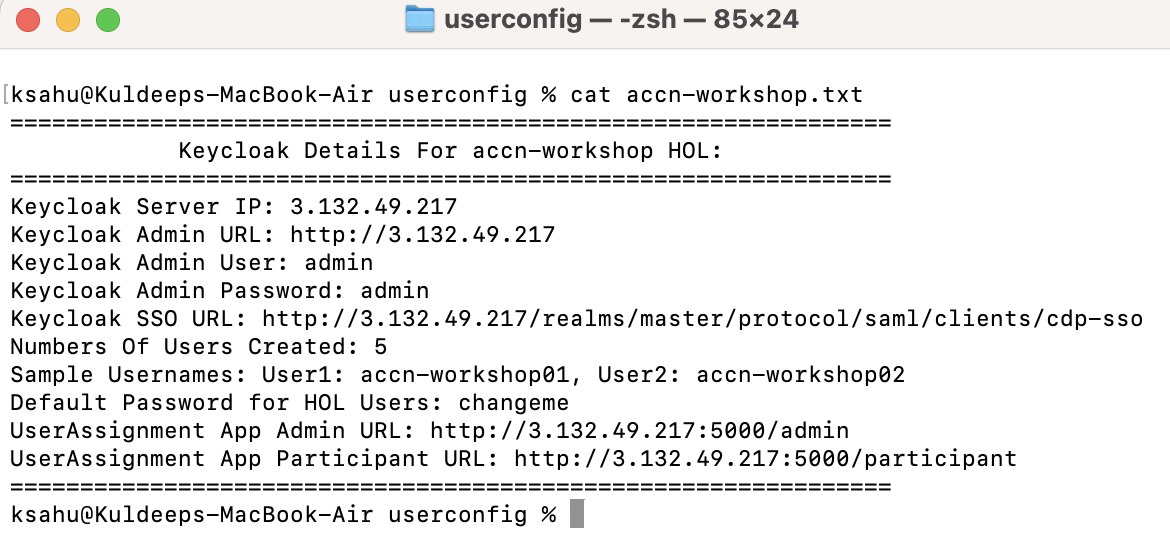 userconfig — -zsh — 85×24
ksahu@Kuldeeps-MacBook-Air userconfig % cat accn-workshop.txt
===============================================================
Keycloak Details For accn-workshop HOL:
===============================================================
Keycloak Server IP: 3.132.49.217
Keycloak Admin URL: http://3.132.49.217
Keycloak Admin User: admin
Keycloak Admin Password: admin
Keycloak SSO URL: http://3.132.49.217/realms/master/protocol/saml/clients/cdp-sso
Numbers Of Users Created: 5
Sample Usernames: User1: accn-workshop01, User2: accn-workshop02
Default Password for HOL Users: changeme
UserAssignment App Admin URL: http://3.132.49.217:5000/admin
UserAssignment App Participant URL: http://3.132.49.217:5000/participant
===============================================================
ksahu@Kuldeeps-MacBook-Air userconfig %